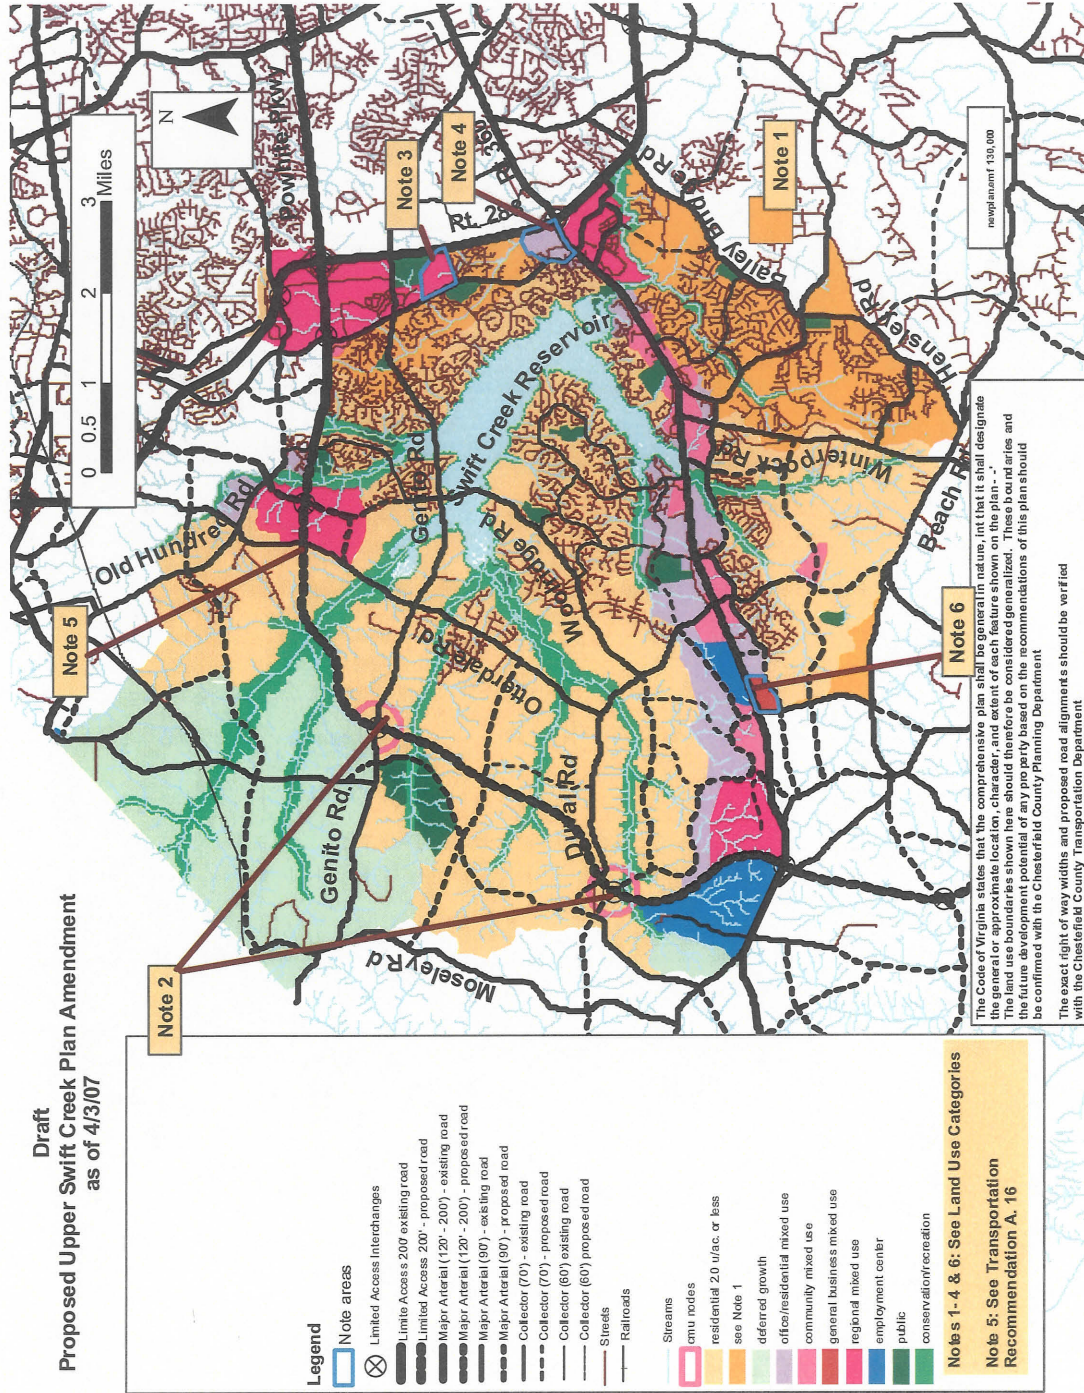 Draft
Proposed Upper Swift Creek Plan Amendment
as of 4/3/07
0 0.5 1 2 3
Miles
N
Note 5
Note 2
Note 3
Note 4
Note 1
Note 6
Powhite Pkwy
Old Hundred Rd
Rt. 288
Rt. 360
Genito Rd
Genito Rd.
Swift Creek Reservoir
Woolridge Rd
Otterdale Rd.
Duval Rd
Moseley Rd
Bailey Bridge Rd
Hensley Rd
Winterpock Rd
Beach Rd
newplan.emf 130,000
Legend
Note areas
Limited Access Interchanges
Limite Access 200' existing road
Limited Access 200' - proposed road
Major Arterial (120' - 200') - existing road
Major Arterial (120' - 200') - proposed road
Major Arterial (90') - existing road
Major Arterial (90') - proposed road
Collector (70') - existing road
Collector (70') - proposed road
Collector (60') existing road
Collector (60') proposed road
Streets
Railroads
Streams
cmu nodes
residential 2.0 u/ac. or less
see Note 1
deferred growth
office/residential mixed use
community mixed use
general business mixed use
regional mixed use
employment center
public
conservation/recreation
Notes 1- 4 & 6: See Land Use Categories
Note 5: See Transportation
Recommendation A. 16
The Code of Virginia states that 'the comprehensive plan shall be general in nature, int that it shall designate
the general or approximate location, character, and extent of each feature shown on the plan - -'
The land use boundaries shown here should therefore be considered generalized. These boundaries and
the future development potential of any property based on the recommendations of this plan should
be confirmed with the Chesterfield County Planning Department
The exact right of way widths and proposed road alignments should be verified
with the Chestefield County Transportation Department